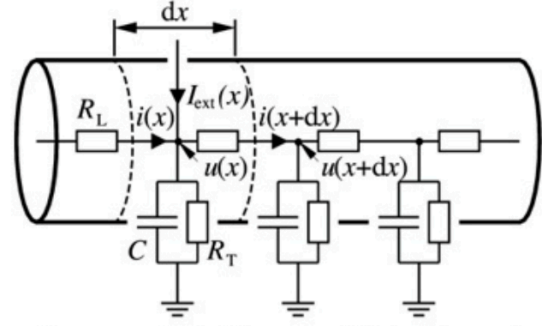 dx
R_L i(x) I_ext(x) i(x+dx)
u(x) u(x+dx)
C R_T